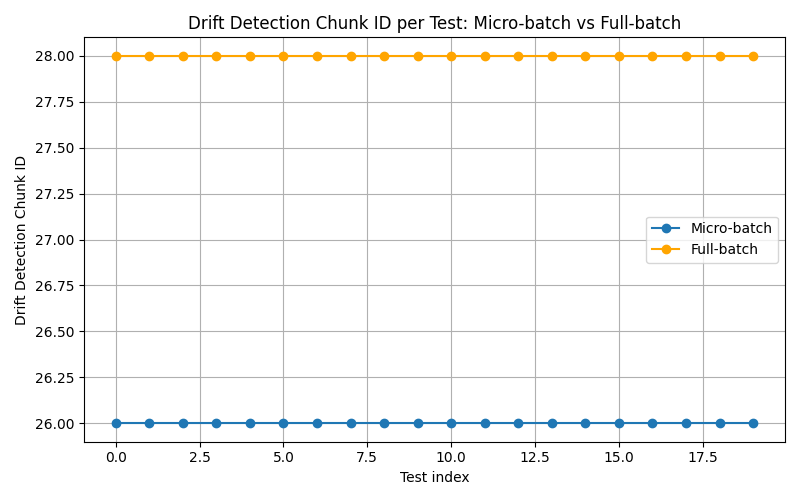 Drift Detection Chunk ID per Test: Micro-batch vs Full-batch
28.00
27.75
27.50
27.25
27.00
26.75
26.50
26.25
26.00
Drift Detection Chunk ID
Micro-batch
Full-batch
0.0 2.5 5.0 7.5 10.0 12.5 15.0 17.5
Test index